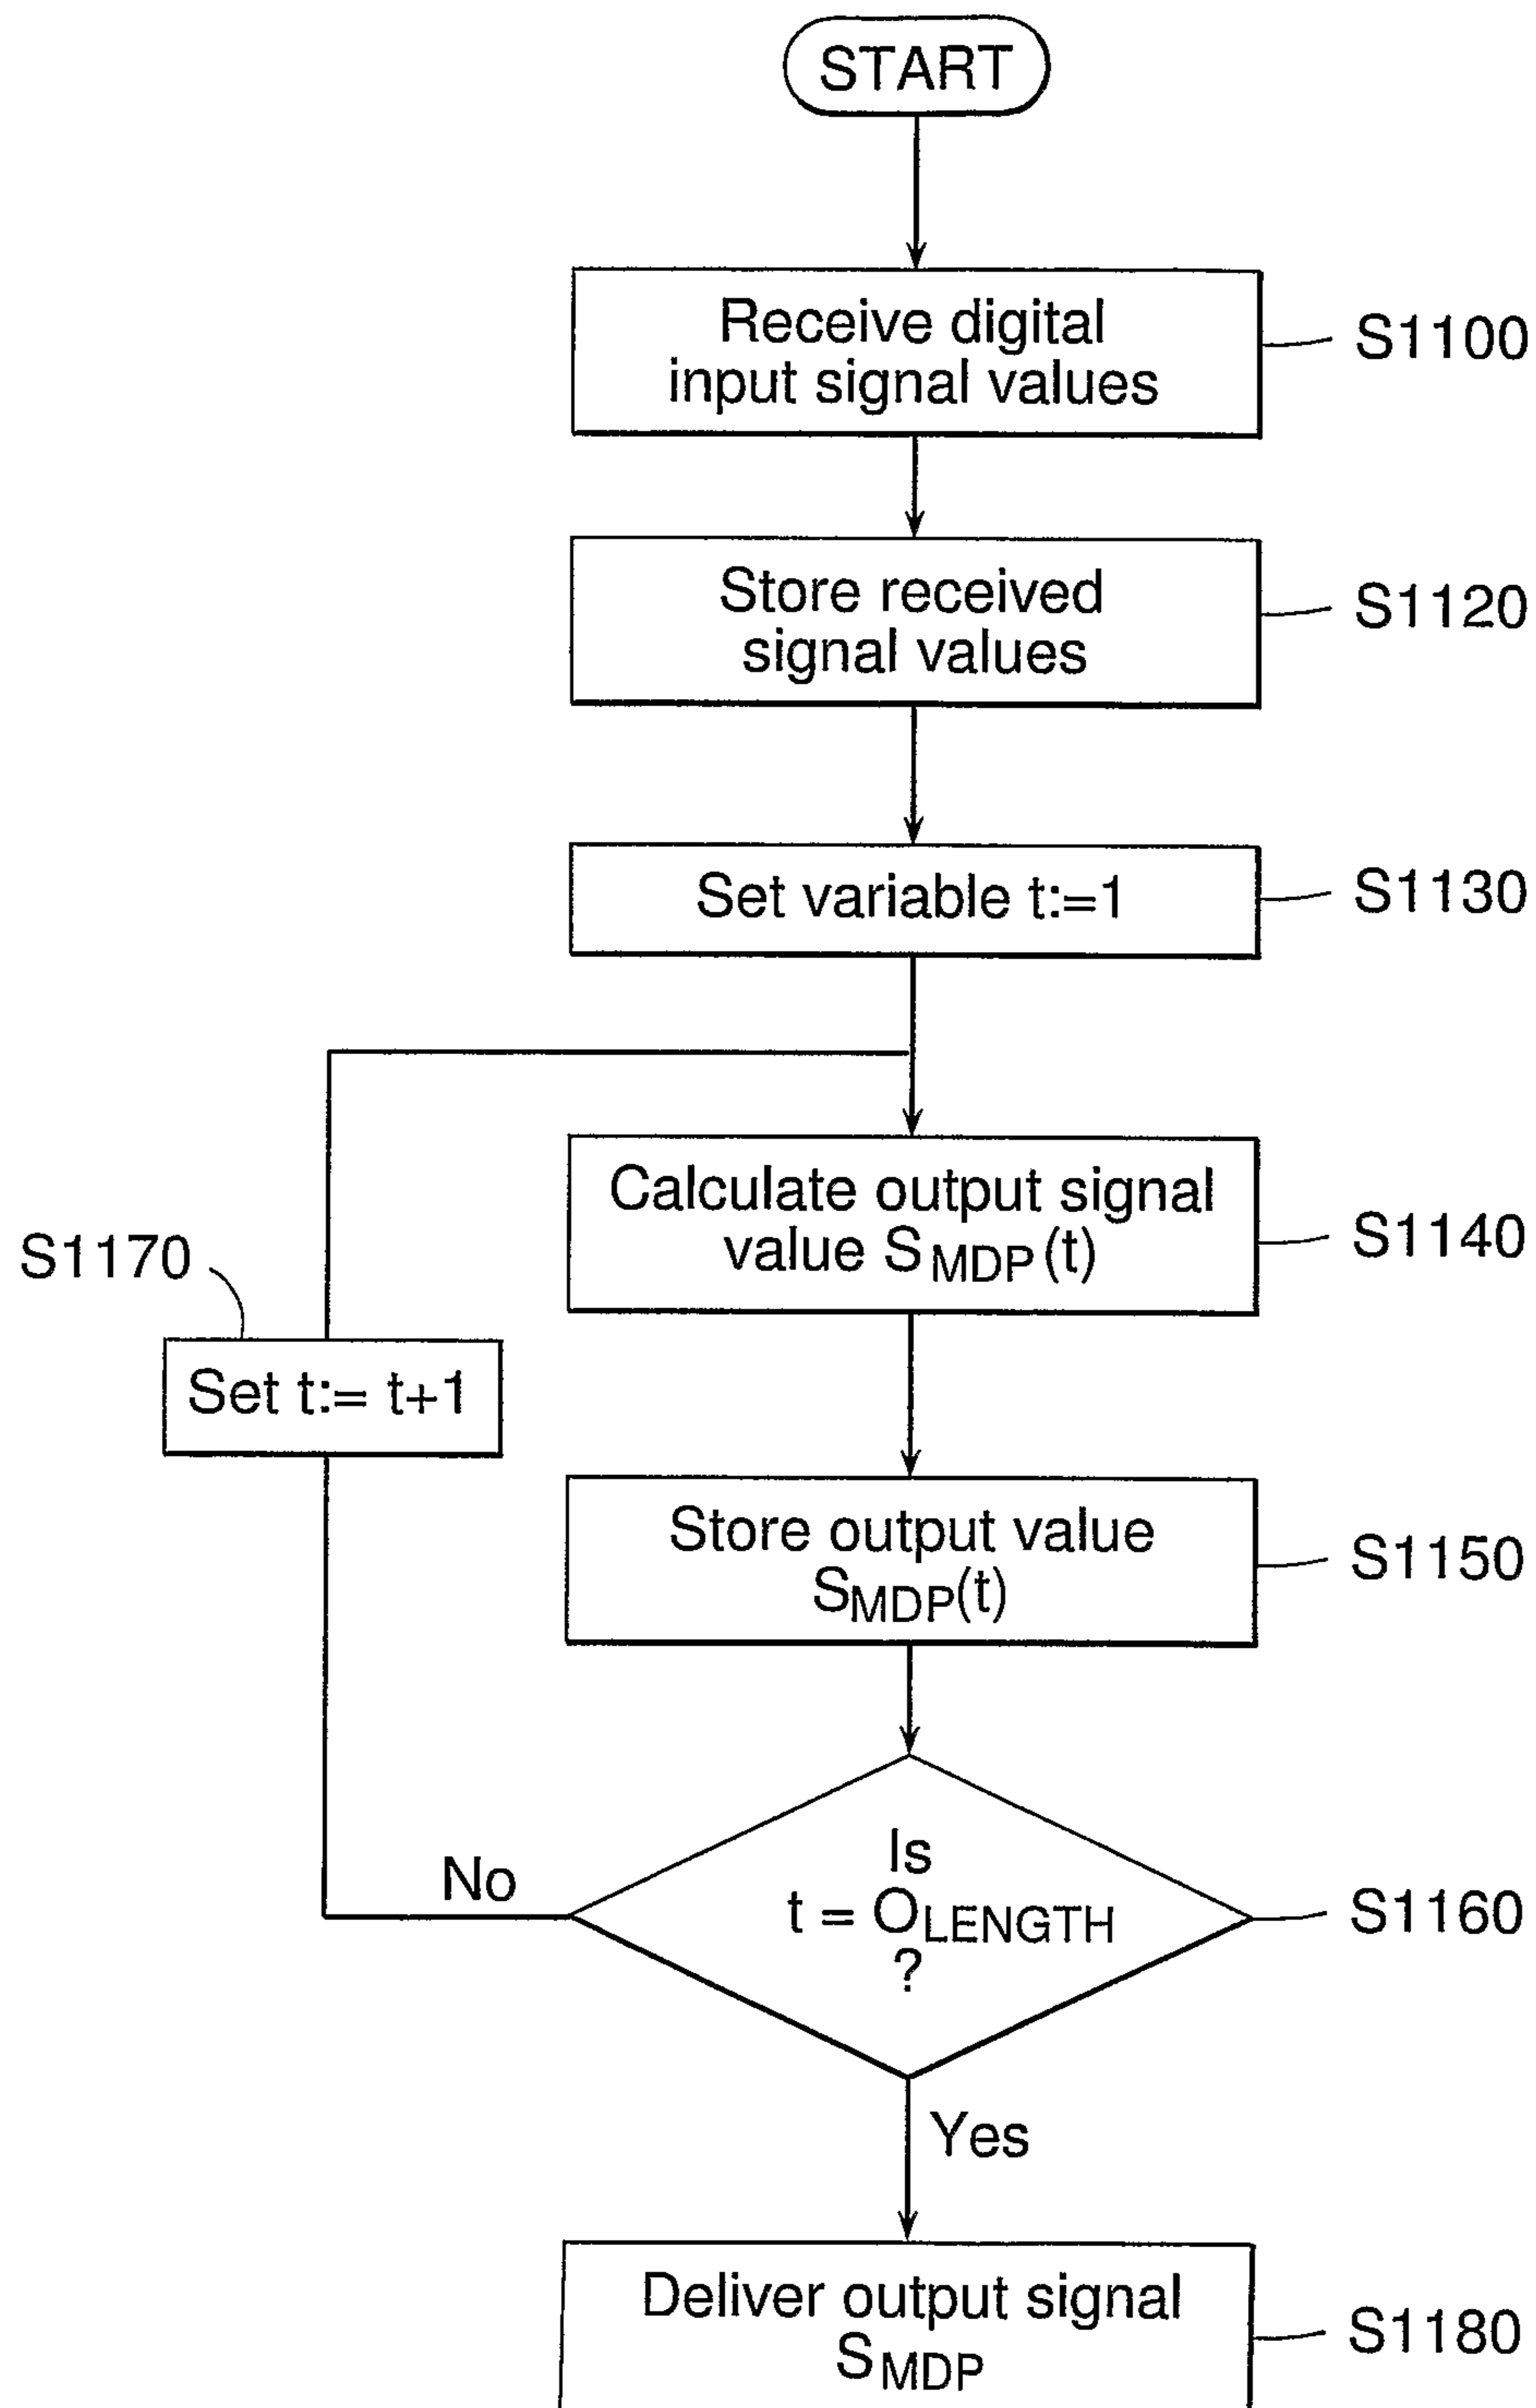 START
Receive digital
input signal values
S1100
Store received
signal values
S1120
Set variable t:=1
S1130
Calculate output signal
value S MDP (t)
S1140
S1170
Set t:= t+1
Store output value
SMDP(t)
S1150
Is
t = OLENGTH
?
S1160
No
Yes
Deliver output signal
SMDP
S1180